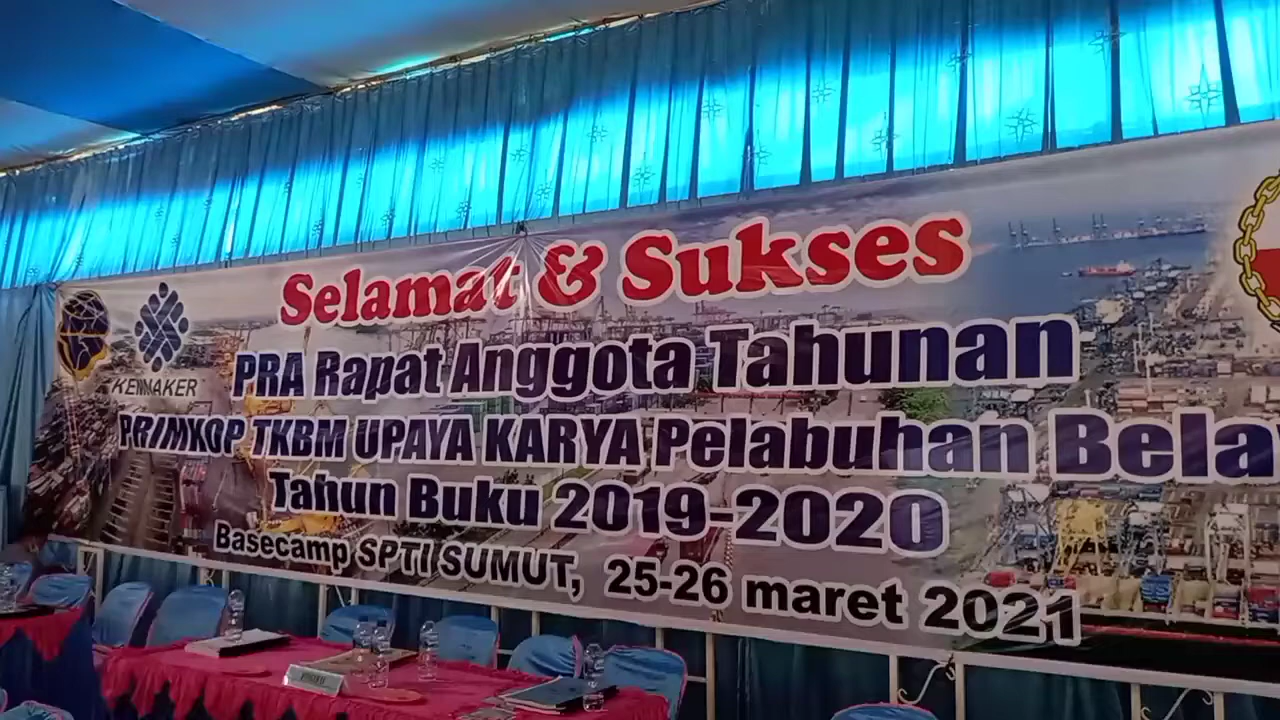 Selamat & Sukses
KEMNAKER
PRA Rapat Anggota Tahunan
PRIMKOP TKBM UPAYA KARYA Pelabuhan Bela
Tahun Buku 2019-2020
Basecamp SPTI SUMUT, 25-26 maret 2021